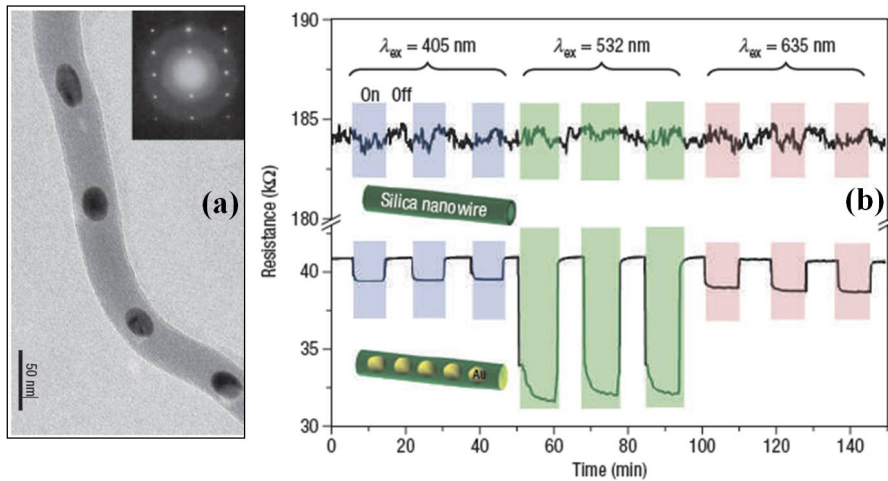 (a)
50 nm
190
185
180
40
35
30
Resistance (kΩ)
λex = 405 nm
λex = 532 nm
λex = 635 nm
On Off
(b)
Silica nanowire
Au
0 20 40 60 80 100 120 140
Time (min)